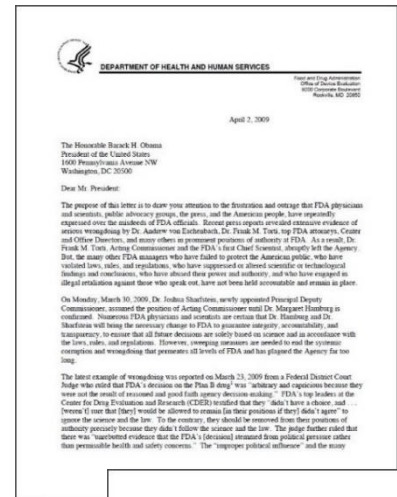 DEPARTMENT OF HEALTH AND HUMAN SERVICES
Food and Drug Administration
Office of Device Evaluation
9200 Corporate Boulevard
Rockville, MD 20850
April 2, 2009
The Honorable Barack H. Obama
President of the United States
1600 Pennsylvania Avenue NW
Washington, DC 20500
Dear Mr. President:
The purpose of this letter is to draw your attention to the frustration and outrage that FDA physicians
and scientists, public advocacy groups, the press, and the American people, have repeatedly
expressed over the misdeeds of FDA officials. Recent press reports revealed extensive evidence of
serious wrongdoing by Dr. Andrew von Eschenbach, Dr. Frank M. Torti, top FDA attorneys, Center
and Office Directors, and many others in prominent positions of authority at FDA. As a result, Dr.
Frank M. Torti, Acting Commissioner and the FDA's first Chief Scientist, abruptly left the Agency.
But, the many other FDA managers who have failed to protect the American public, who have
violated laws, rules, and regulations, who have suppressed or altered scientific or technological
findings and conclusions, who have abused their power and authority, and who have engaged in
illegal retaliation against those who speak out, have not been held accountable and remain in place.
On Monday, March 30, 2009, Dr. Joshua Sharfstein, newly appointed Principal Deputy
Commissioner, assumed the position of Acting Commissioner until Dr. Margaret Hamburg is
confirmed. Numerous FDA physicians and scientists are certain that Dr. Hamburg and Dr.
Sharfstein will bring the necessary change to FDA to guarantee integrity, accountability, and
transparency, to ensure that all future decisions are solely based on science and in accordance with
the laws, rules, and regulations. However, sweeping measures are needed to end the systemic
corruption and wrongdoing that permeates all levels of FDA and has plagued the Agency far too
long.
The latest example of wrongdoing was reported on March 23, 2009 from a Federal District Court
Judge who ruled that FDA's decision on the Plan B drug¹ was "arbitrary and capricious because they
were not the result of reasoned and good faith agency decision-making." FDA's top leaders at the
Center for Drug Evaluation and Research (CDER) testified that they "didn't have a choice, and . . .
[weren't] sure that [they] would be allowed to remain [in their positions if they] didn't agree" to
ignore the science and the law. To the contrary, they should be removed from their positions of
authority precisely because they didn't follow the science and the law. The judge further ruled that
there was "unrebutted evidence that the FDA's [decision] stemmed from political pressure rather
than permissible health and safety concerns." The "improper political influence" and the many